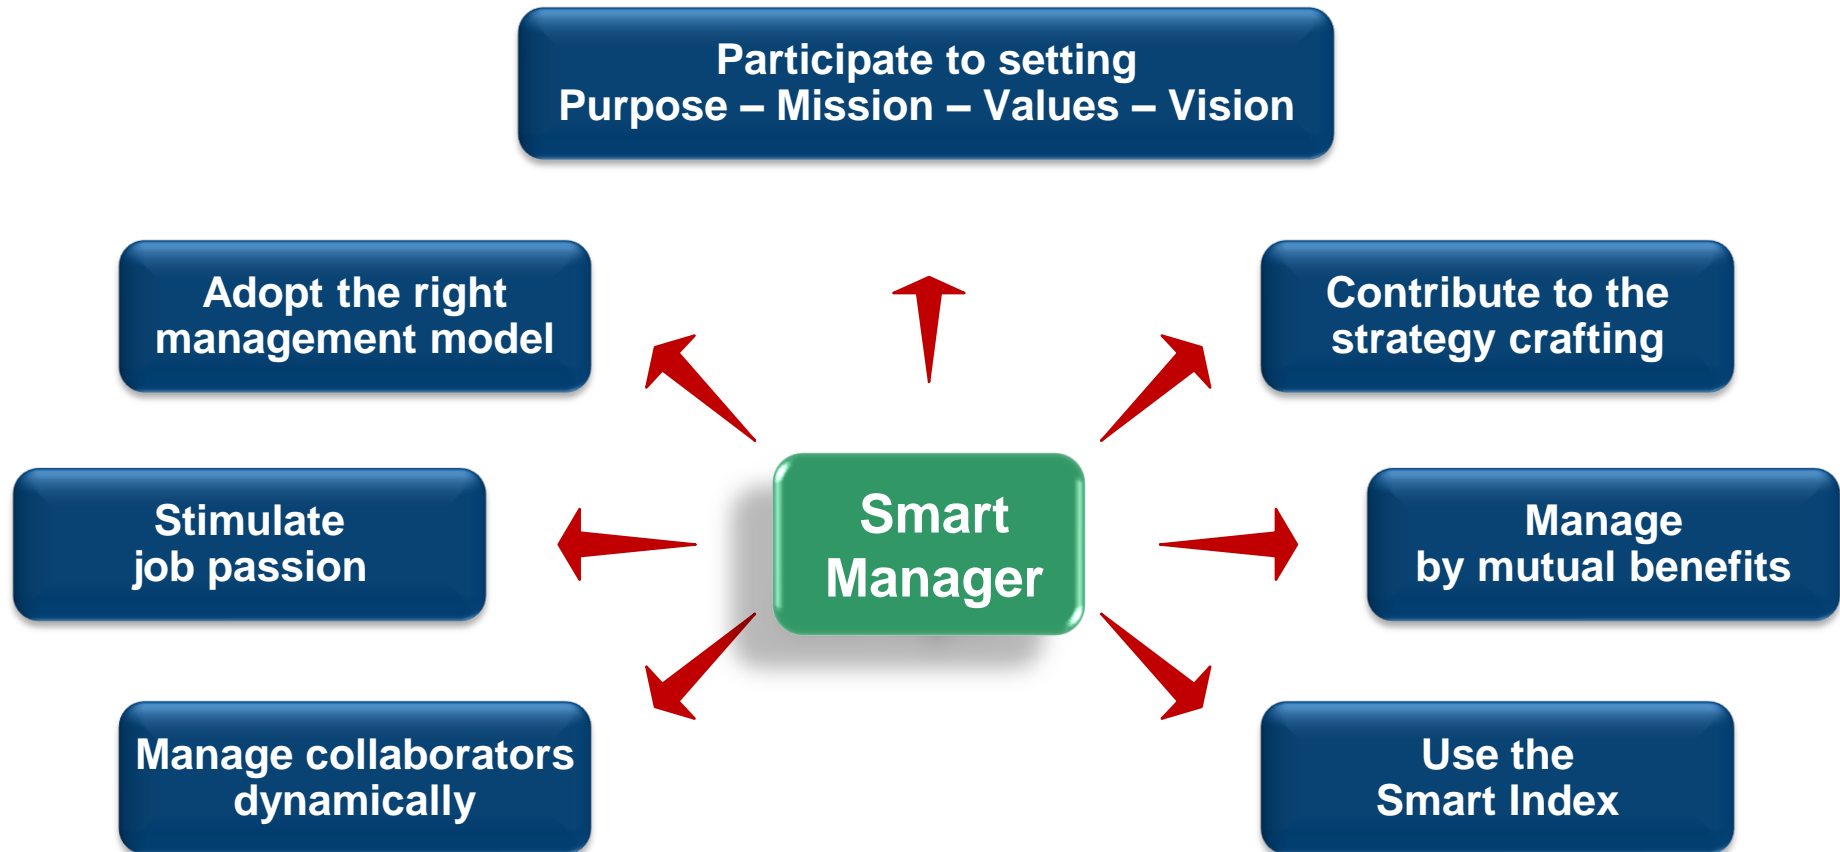 Participate to setting
Purpose – Mission – Values – Vision
Adopt the right
management model
Contribute to the
strategy crafting
Stimulate
job passion
Smart
Manager
Manage
by mutual benefits
Manage collaborators
dynamically
Use the
Smart Index